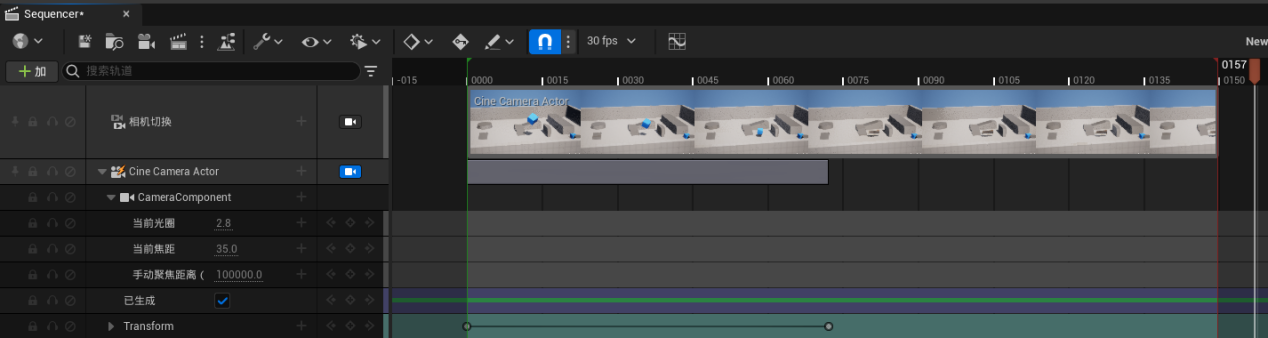 Sequencer*
30 fps
New
加
搜索轨道
0157
-015
0000
0015
0030
0045
0060
0075
0090
0105
0120
0135
0150
相机切换
Cine Camera Actor
Cine Camera Actor
CameraComponent
当前光圈
2.8
当前焦距
35.0
手动聚焦距离 (
100000.0
已生成
Transform